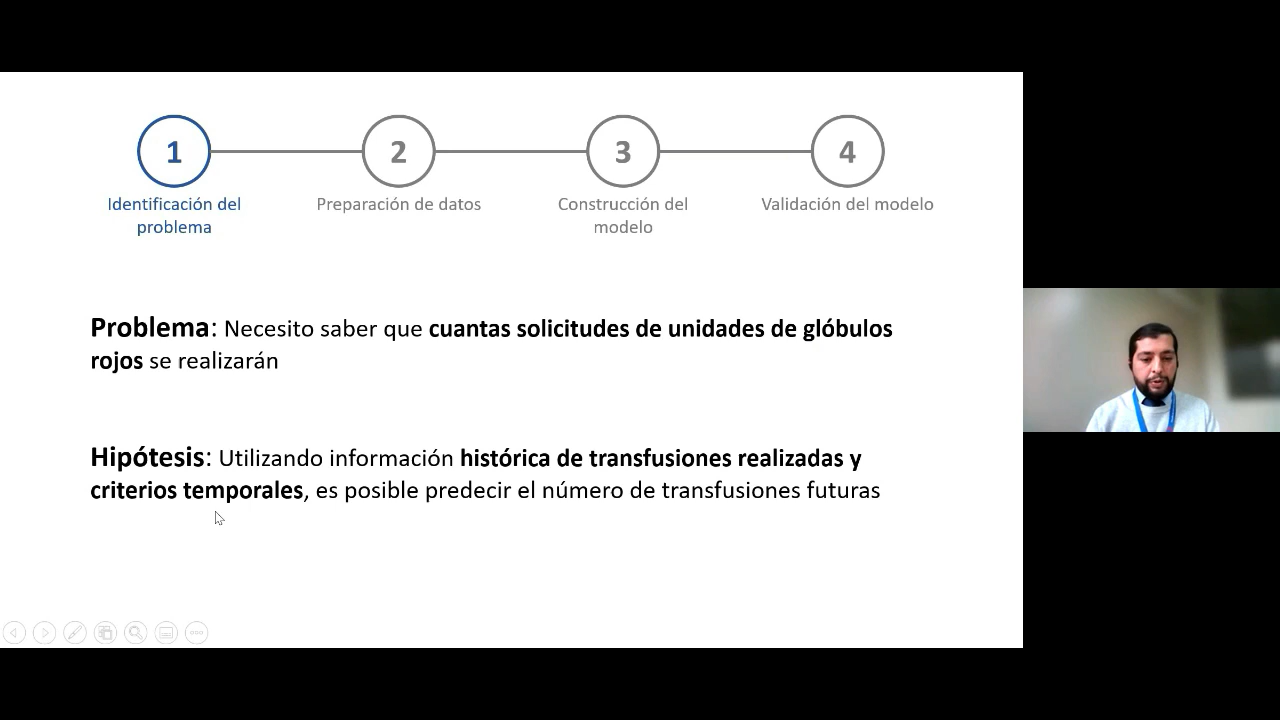 1
2
3
4
Identificación del
problema
Preparación de datos
Construcción del
modelo
Validación del modelo
Problema: Necesito saber que cuantas solicitudes de unidades de glóbulos
rojos se realizarán
Hipótesis: Utilizando información histórica de transfusiones realizadas y
criterios temporales, es posible predecir el número de transfusiones futuras